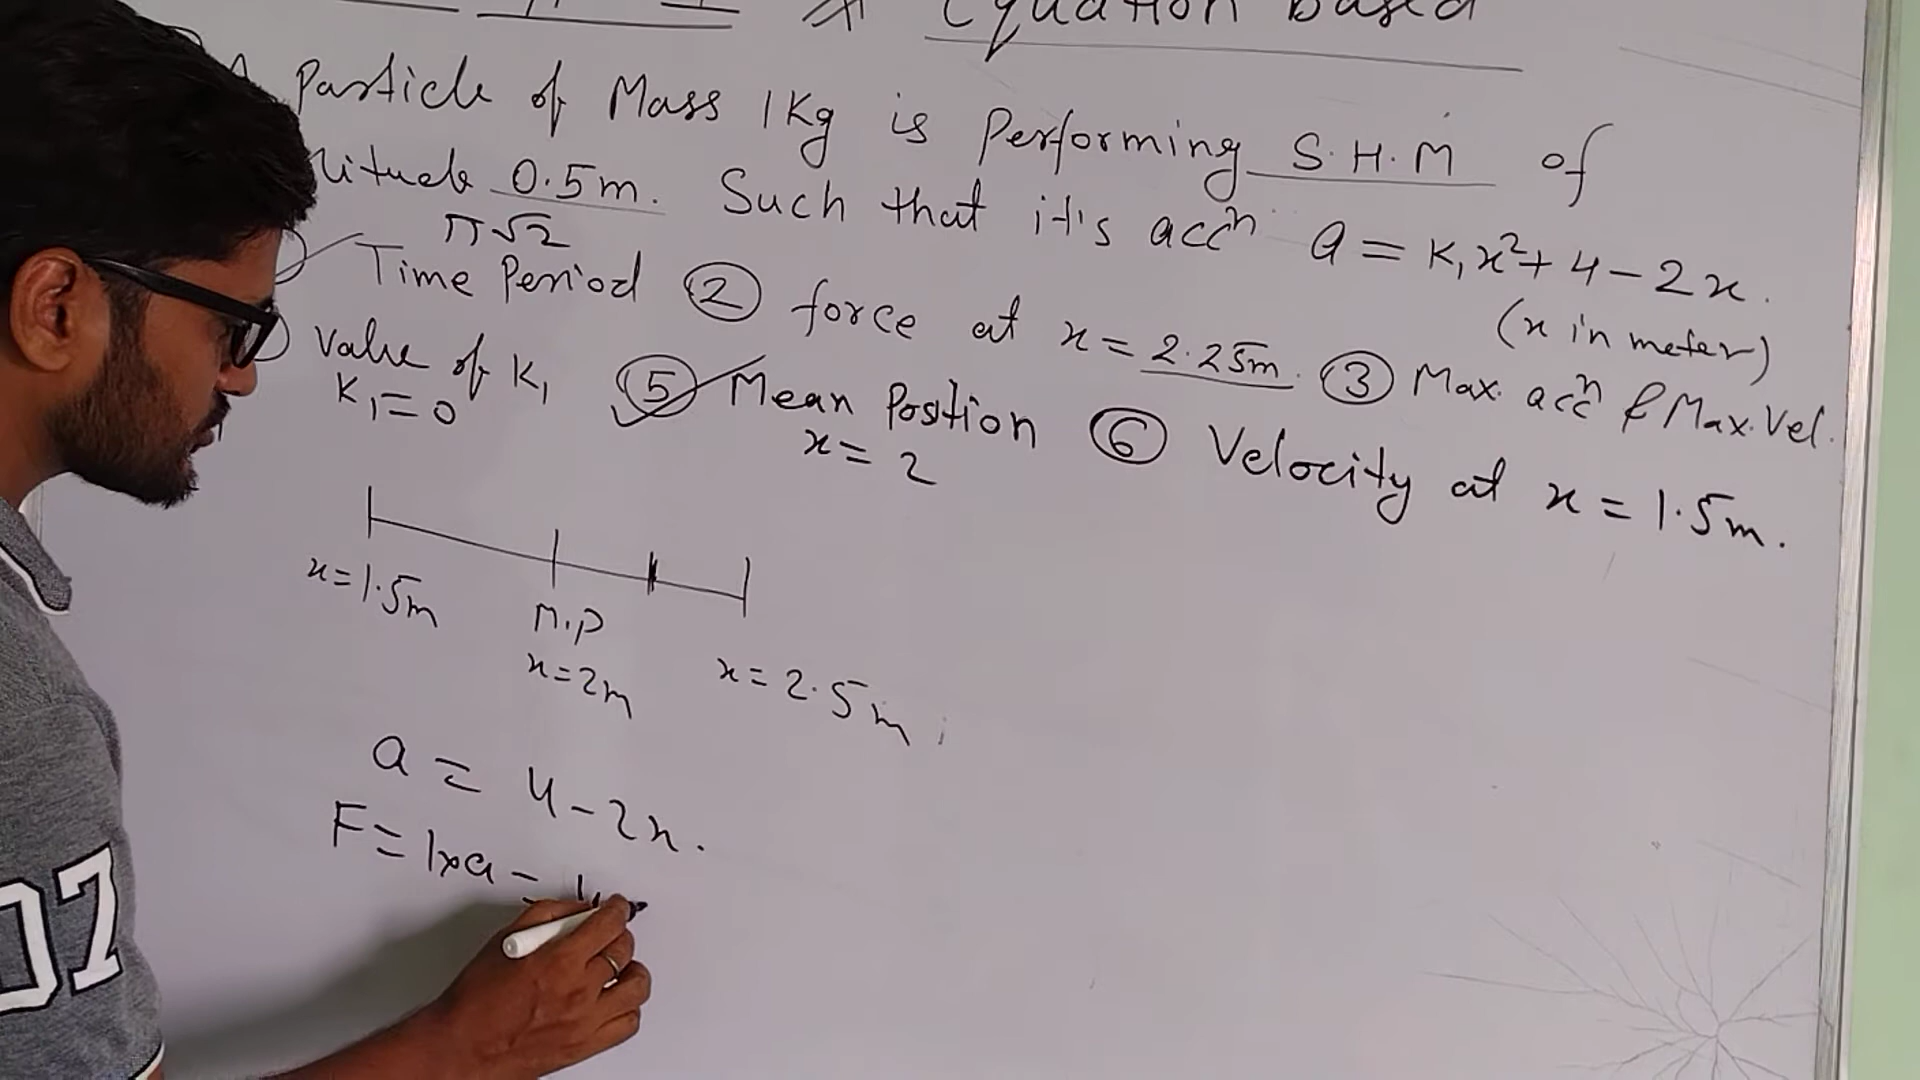 Equation based
Particle of Mass 1Kg is Performing S.H.M of
0.5m. Such that it's accⁿ a = K₁x²+4-2x.
(x in meter)
π√2
Time Period ② force at x = 2.25m. ③ Max. accⁿ & Max. Vel.
Value of K₁ ⑤ Mean Position ⑥ Velocity at x = 1.5m.
K₁=0
x=2
x=1.5m
M.P
x=2m
x=2.5m
a = 4-2x.
F = 1×a = 4
07